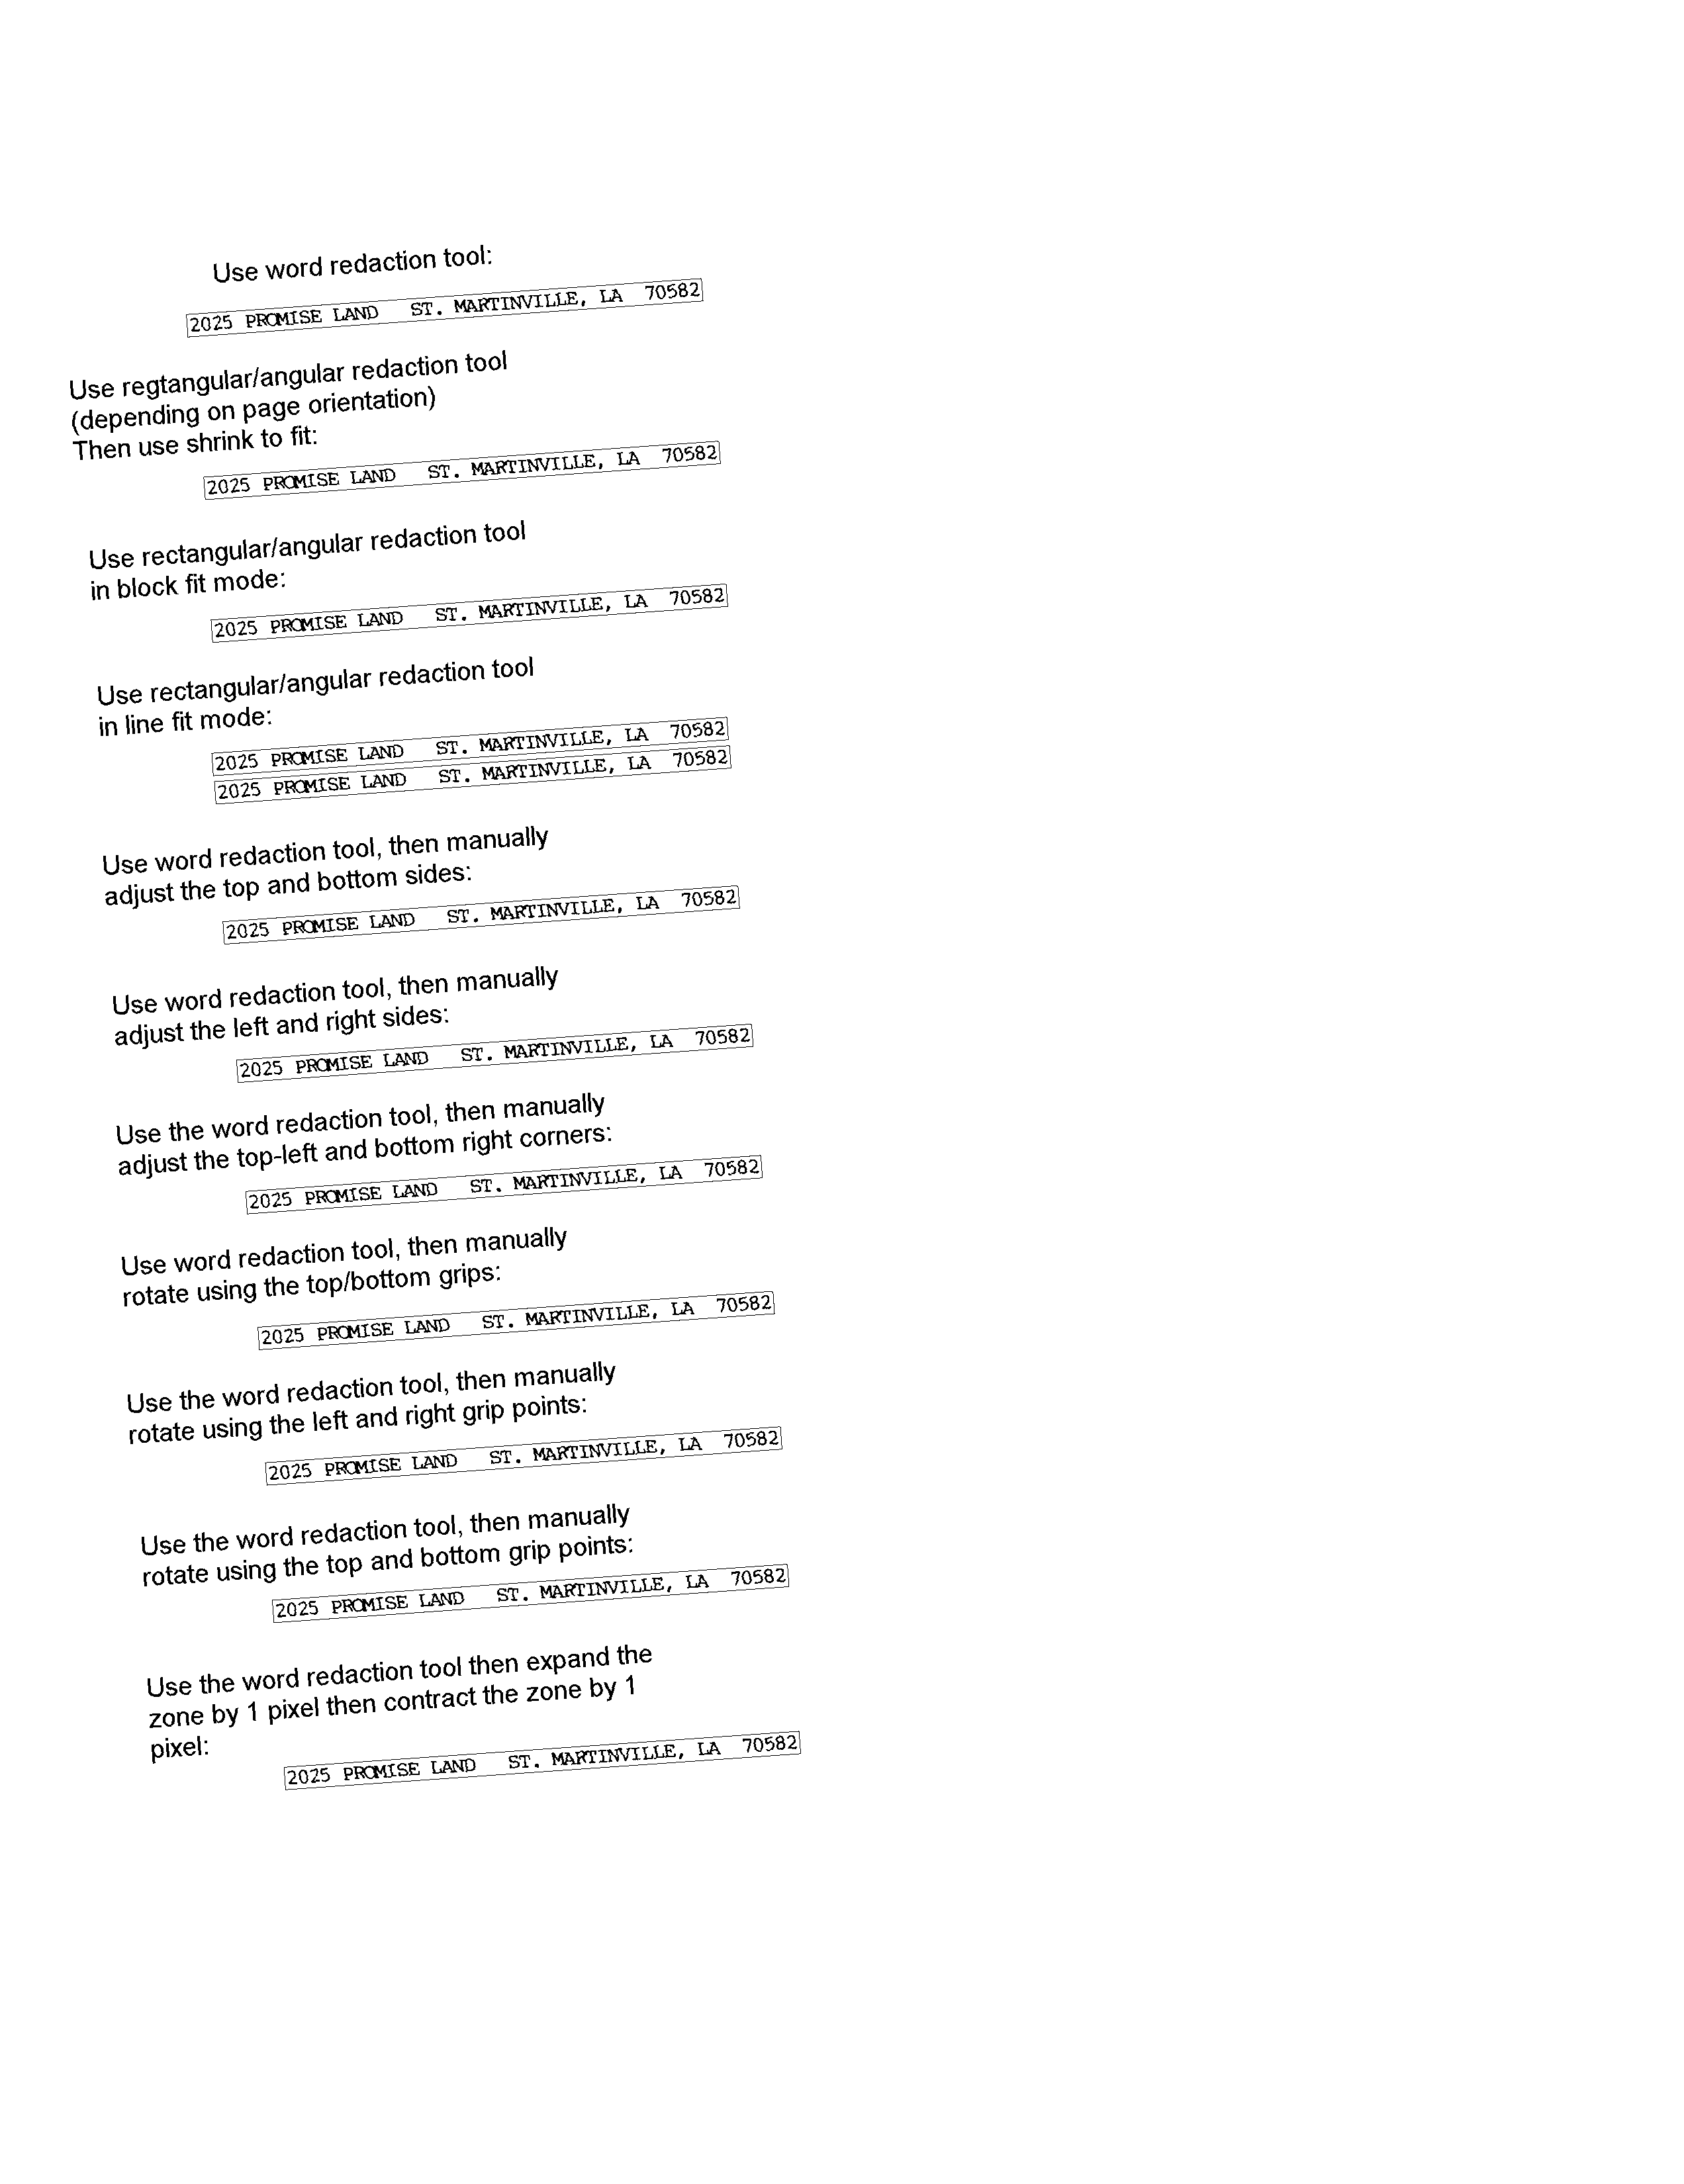 Use word redaction tool:
2025 PROMISE LAND   ST. MARTINVILLE, LA  70582
Use regtangular/angular redaction tool
(depending on page orientation)
Then use shrink to fit:
2025 PROMISE LAND   ST. MARTINVILLE, LA  70582
Use rectangular/angular redaction tool
in block fit mode:
2025 PROMISE LAND   ST. MARTINVILLE, LA  70582
Use rectangular/angular redaction tool
in line fit mode:
2025 PROMISE LAND   ST. MARTINVILLE, LA  70582
2025 PROMISE LAND   ST. MARTINVILLE, LA  70582
Use word redaction tool, then manually
adjust the top and bottom sides:
2025 PROMISE LAND   ST. MARTINVILLE, LA  70582
Use word redaction tool, then manually
adjust the left and right sides:
2025 PROMISE LAND   ST. MARTINVILLE, LA  70582
Use the word redaction tool, then manually
adjust the top-left and bottom right corners:
2025 PROMISE LAND   ST. MARTINVILLE, LA  70582
Use word redaction tool, then manually
rotate using the top/bottom grips:
2025 PROMISE LAND   ST. MARTINVILLE, LA  70582
Use the word redaction tool, then manually
rotate using the left and right grip points:
2025 PROMISE LAND   ST. MARTINVILLE, LA  70582
Use the word redaction tool, then manually
rotate using the top and bottom grip points:
2025 PROMISE LAND   ST. MARTINVILLE, LA  70582
Use the word redaction tool then expand the
zone by 1 pixel then contract the zone by 1
pixel:
2025 PROMISE LAND   ST. MARTINVILLE, LA  70582